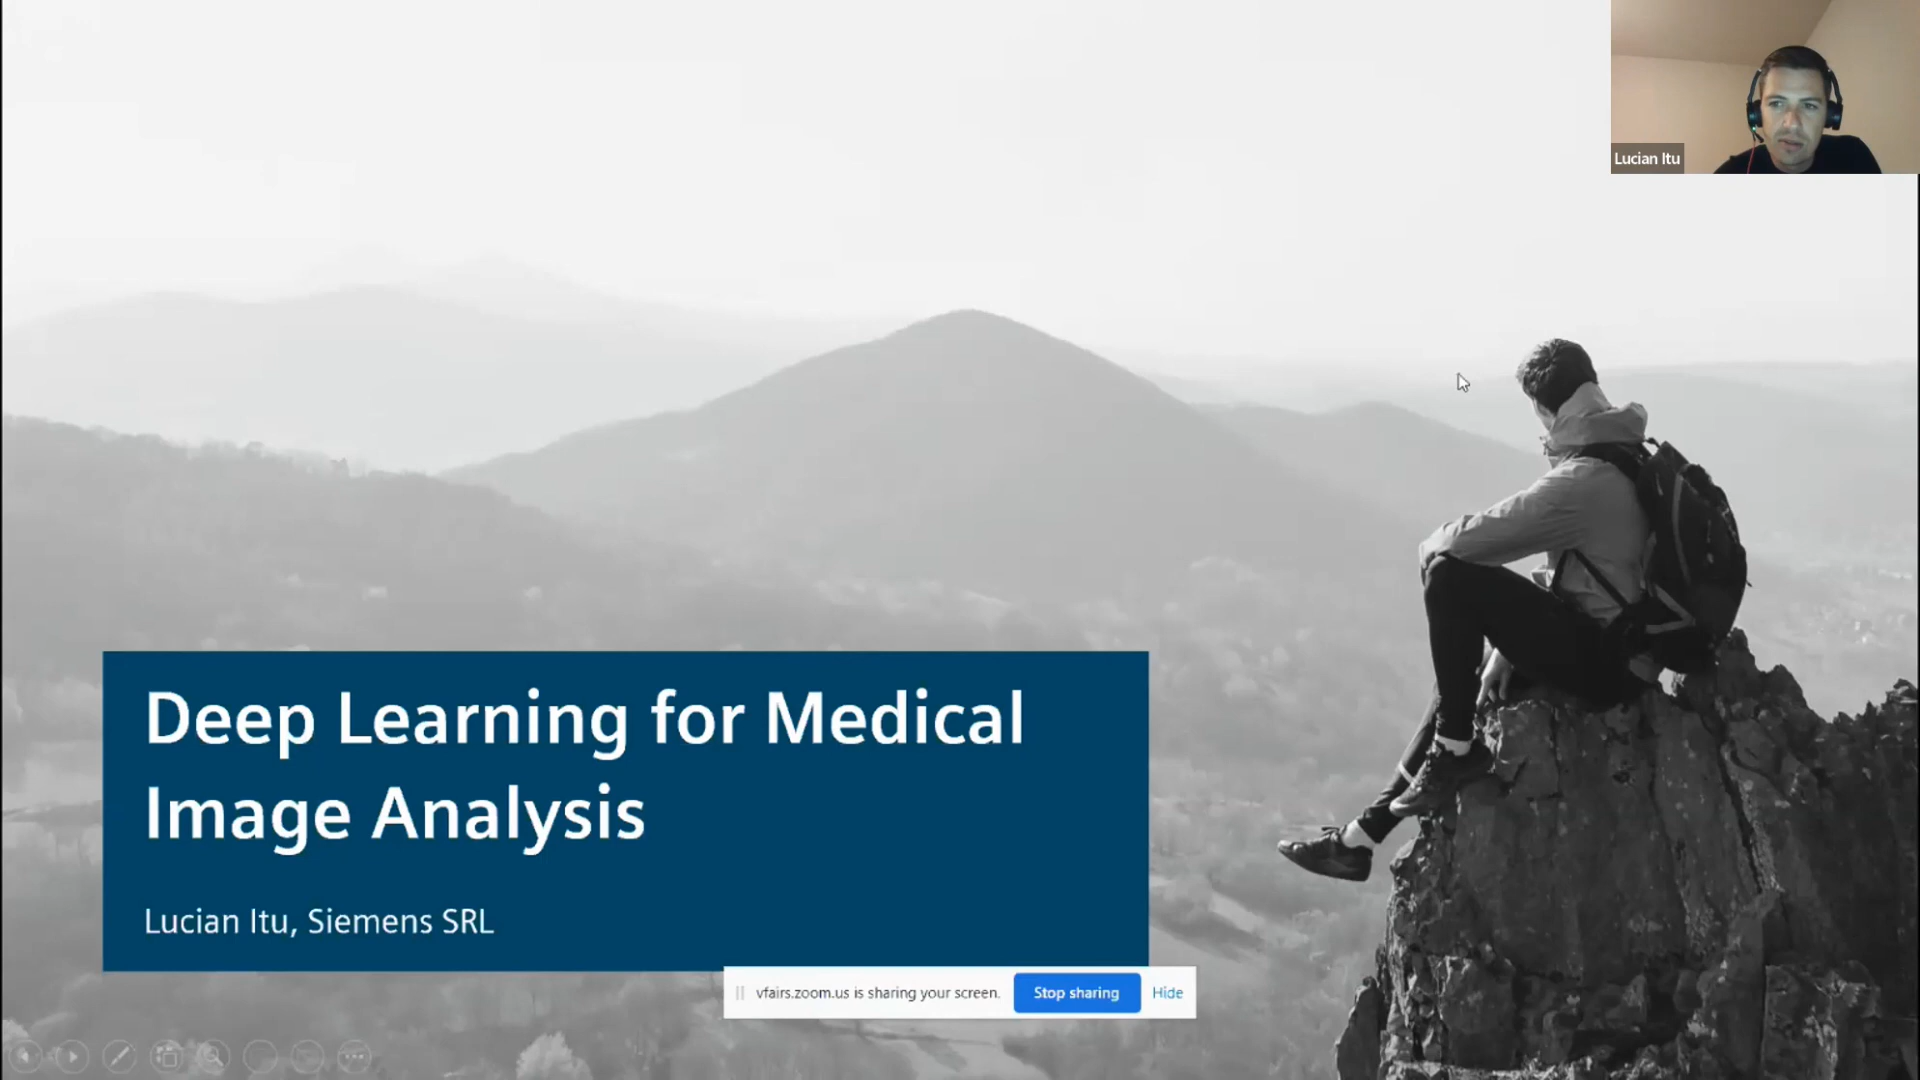 Lucian Itu
Deep Learning for Medical
Image Analysis
Lucian Itu, Siemens SRL
vfairs.zoom.us is sharing your screen.
Stop sharing
Hide